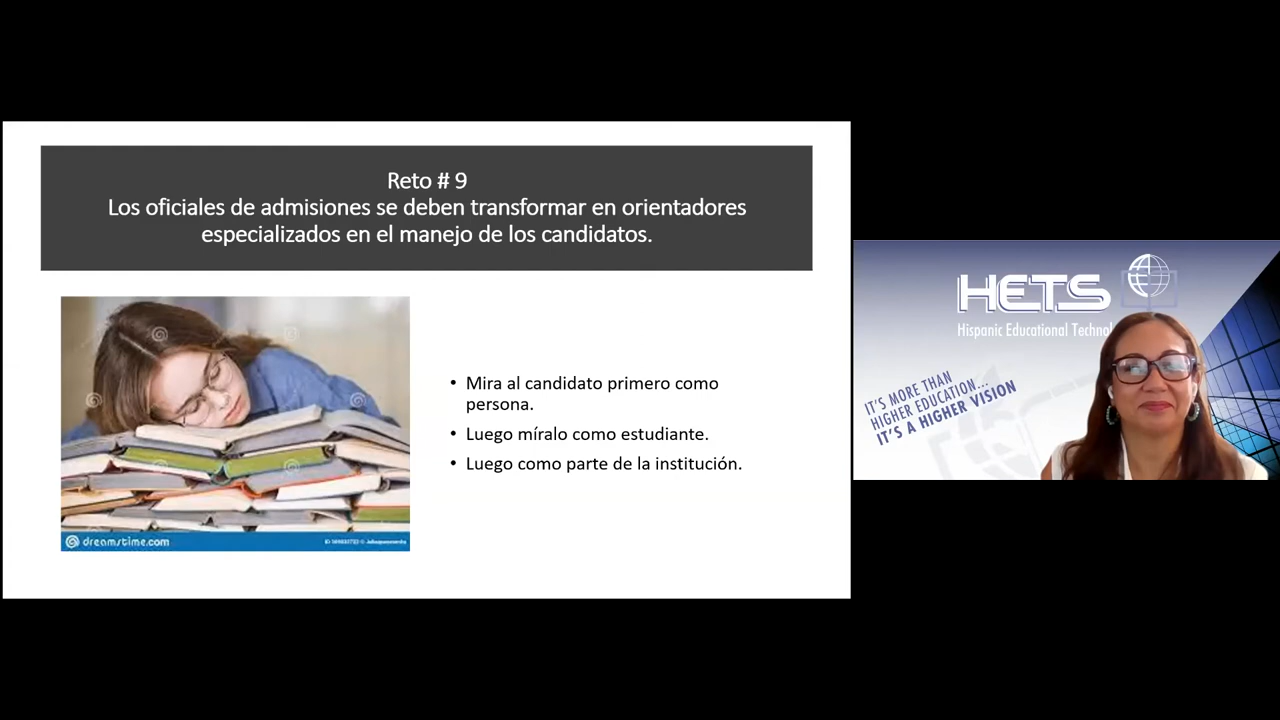 Reto # 9
Los oficiales de admisiones se deben transformar en orientadores
especializados en el manejo de los candidatos.
• Mira al candidato primero como
persona.
• Luego míralo como estudiante.
• Luego como parte de la institución.
dreamstime.com
HETS
Hispanic Educational Technol
IT'S MORE THAN
HIGHER EDUCATION...
IT'S A HIGHER VISION